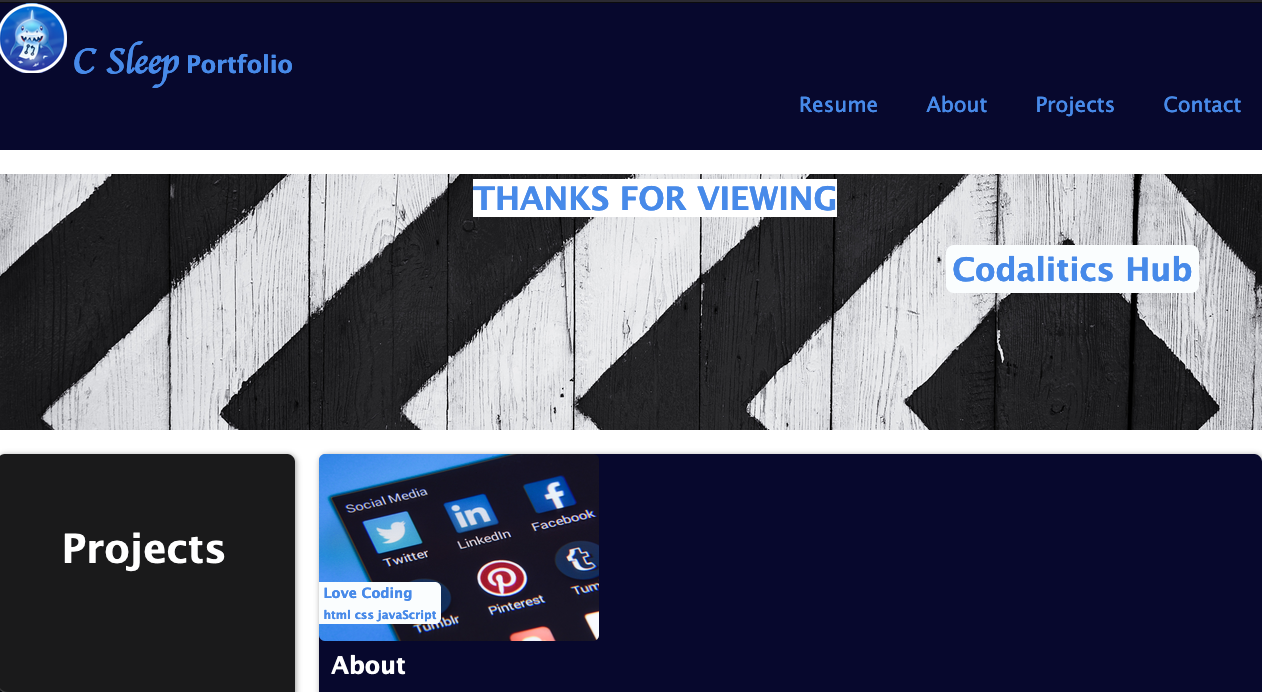 C Sleep Portfolio
Resume About Projects Contact
THANKS FOR VIEWING
Codalitics Hub
Projects
Social Media
Twitter LinkedIn Facebook
Tumblr Pinterest Tum
Love Coding
html css javaScript
About